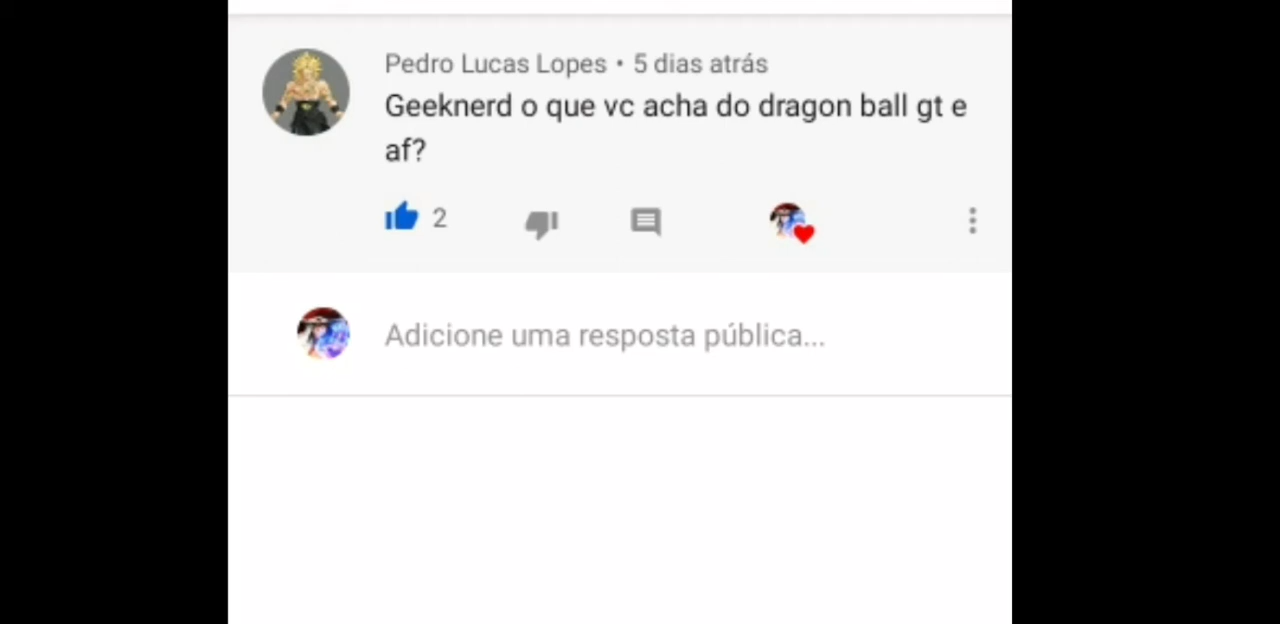 Pedro Lucas Lopes • 5 dias atrás
Geeknerd o que vc acha do dragon ball gt e
af?
2
Adicione uma resposta pública...